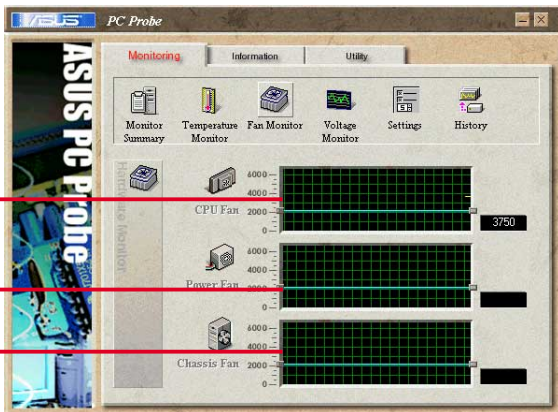 ASUS PC Probe
ASUS PC Probe
Monitoring Information Utility
Monitor Summary
Temperature Monitor
Fan Monitor
Voltage Monitor
Settings
History
Hardware Monitor
6000
4000
CPU Fan 2000
0
3750
6000
4000
Power Fan 2000
0
6000
4000
Chassis Fan 2000
0